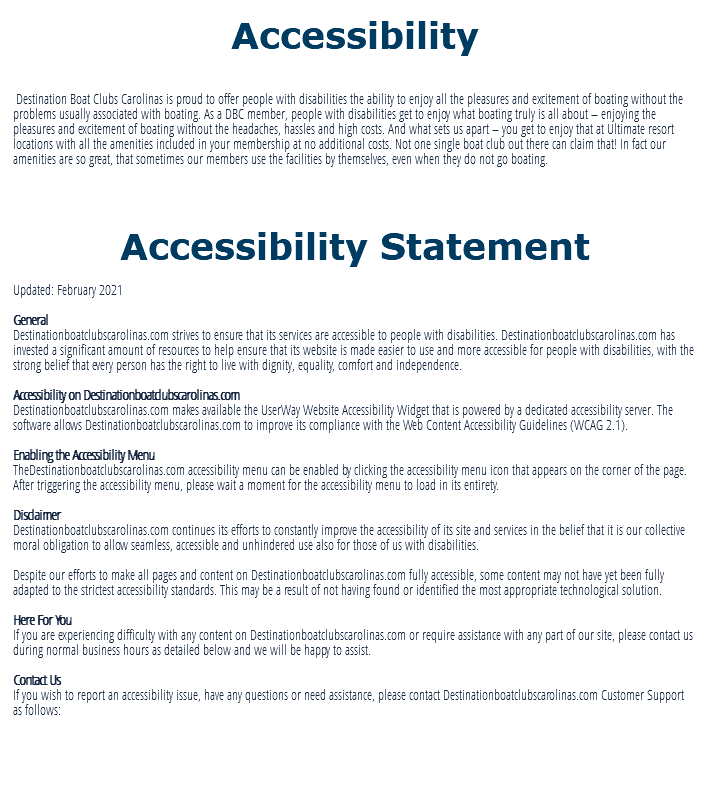 Accessibility
Destination Boat Clubs Carolinas is proud to offer people with disabilities the ability to enjoy all the pleasures and excitement of boating without the
problems usually associated with boating. As a DBC member, people with disabilities get to enjoy what boating truly is all about – enjoying the
pleasures and excitement of boating without the headaches, hassles and high costs. And what sets us apart – you get to enjoy that at Ultimate resort
locations with all the amenities included in your membership at no additional costs. Not one single boat club out there can claim that! In fact our
amenities are so great, that sometimes our members use the facilities by themselves, even when they do not go boating.
Accessibility Statement
Updated: February 2021
General
Destinationboatclubscarolinas.com strives to ensure that its services are accessible to people with disabilities. Destinationboatclubscarolinas.com has
invested a significant amount of resources to help ensure that its website is made easier to use and more accessible for people with disabilities, with the
strong belief that every person has the right to live with dignity, equality, comfort and independence.
Accessibility on Destinationboatclubscarolinas.com
Destinationboatclubscarolinas.com makes available the UserWay Website Accessibility Widget that is powered by a dedicated accessibility server. The
software allows Destinationboatclubscarolinas.com to improve its compliance with the Web Content Accessibility Guidelines (WCAG 2.1).
Enabling the Accessibility Menu
TheDestinationboatclubscarolinas.com accessibility menu can be enabled by clicking the accessibility menu icon that appears on the corner of the page.
After triggering the accessibility menu, please wait a moment for the accessibility menu to load in its entirety.
Disclaimer
Destinationboatclubscarolinas.com continues its efforts to constantly improve the accessibility of its site and services in the belief that it is our collective
moral obligation to allow seamless, accessible and unhindered use also for those of us with disabilities.
Despite our efforts to make all pages and content on Destinationboatclubscarolinas.com fully accessible, some content may not have yet been fully
adapted to the strictest accessibility standards. This may be a result of not having found or identified the most appropriate technological solution.
Here For You
If you are experiencing difficulty with any content on Destinationboatclubscarolinas.com or require assistance with any part of our site, please contact us
during normal business hours as detailed below and we will be happy to assist.
Contact Us
If you wish to report an accessibility issue, have any questions or need assistance, please contact Destinationboatclubscarolinas.com Customer Support
as follows: